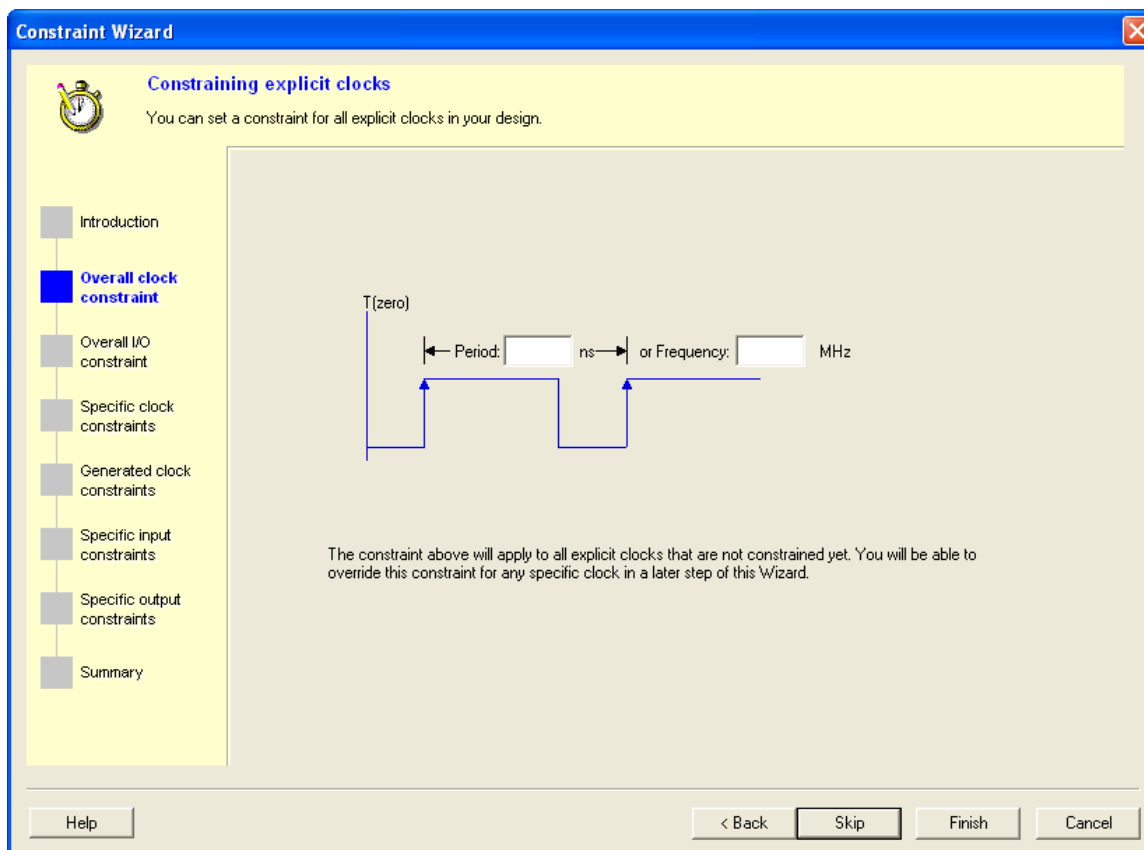 Constraint Wizard
Constraining explicit clocks
You can set a constraint for all explicit clocks in your design.
Introduction
Overall clock
constraint
Overall I/O
constraint
Specific clock
constraints
Generated clock
constraints
Specific input
constraints
Specific output
constraints
Summary
T(zero)
Period: ns or Frequency: MHz
The constraint above will apply to all explicit clocks that are not constrained yet. You will be able to
override this constraint for any specific clock in a later step of this Wizard.
Help < Back Skip Finish Cancel